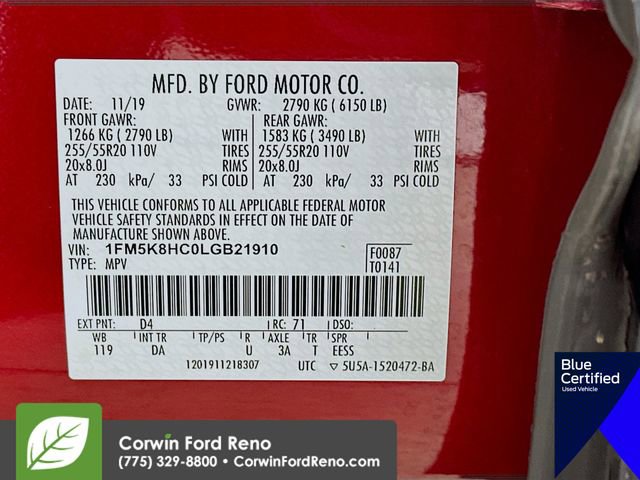 MFD. BY FORD MOTOR CO.
DATE: 11/19 GVWR: 2790 KG ( 6150 LB)
FRONT GAWR: REAR GAWR:
1266 KG ( 2790 LB) WITH 1583 KG ( 3490 LB) WITH
255/55R20 110V TIRES 255/55R20 110V TIRES
20x8.0J RIMS 20x8.0J RIMS
AT 230 kPa/ 33 PSI COLD AT 230 kPa/ 33 PSI COLD
THIS VEHICLE CONFORMS TO ALL APPLICABLE FEDERAL MOTOR
VEHICLE SAFETY STANDARDS IN EFFECT ON THE DATE OF
MANUFACTURE SHOWN ABOVE.
VIN: 1FM5K8HC0LGB21910 F0087
TYPE: MPV T0141
EXT PNT: D4 RC: 71 DSO:
WB INT TR TP/PS R AXLE TR SPR
119 DA U 3A T EESS
1201911218307 UTC ▽ 5U5A-1520472-BA
Blue
Certified
Used Vehicle
Corwin Ford Reno
(775) 329-8800 • CorwinFordReno.com